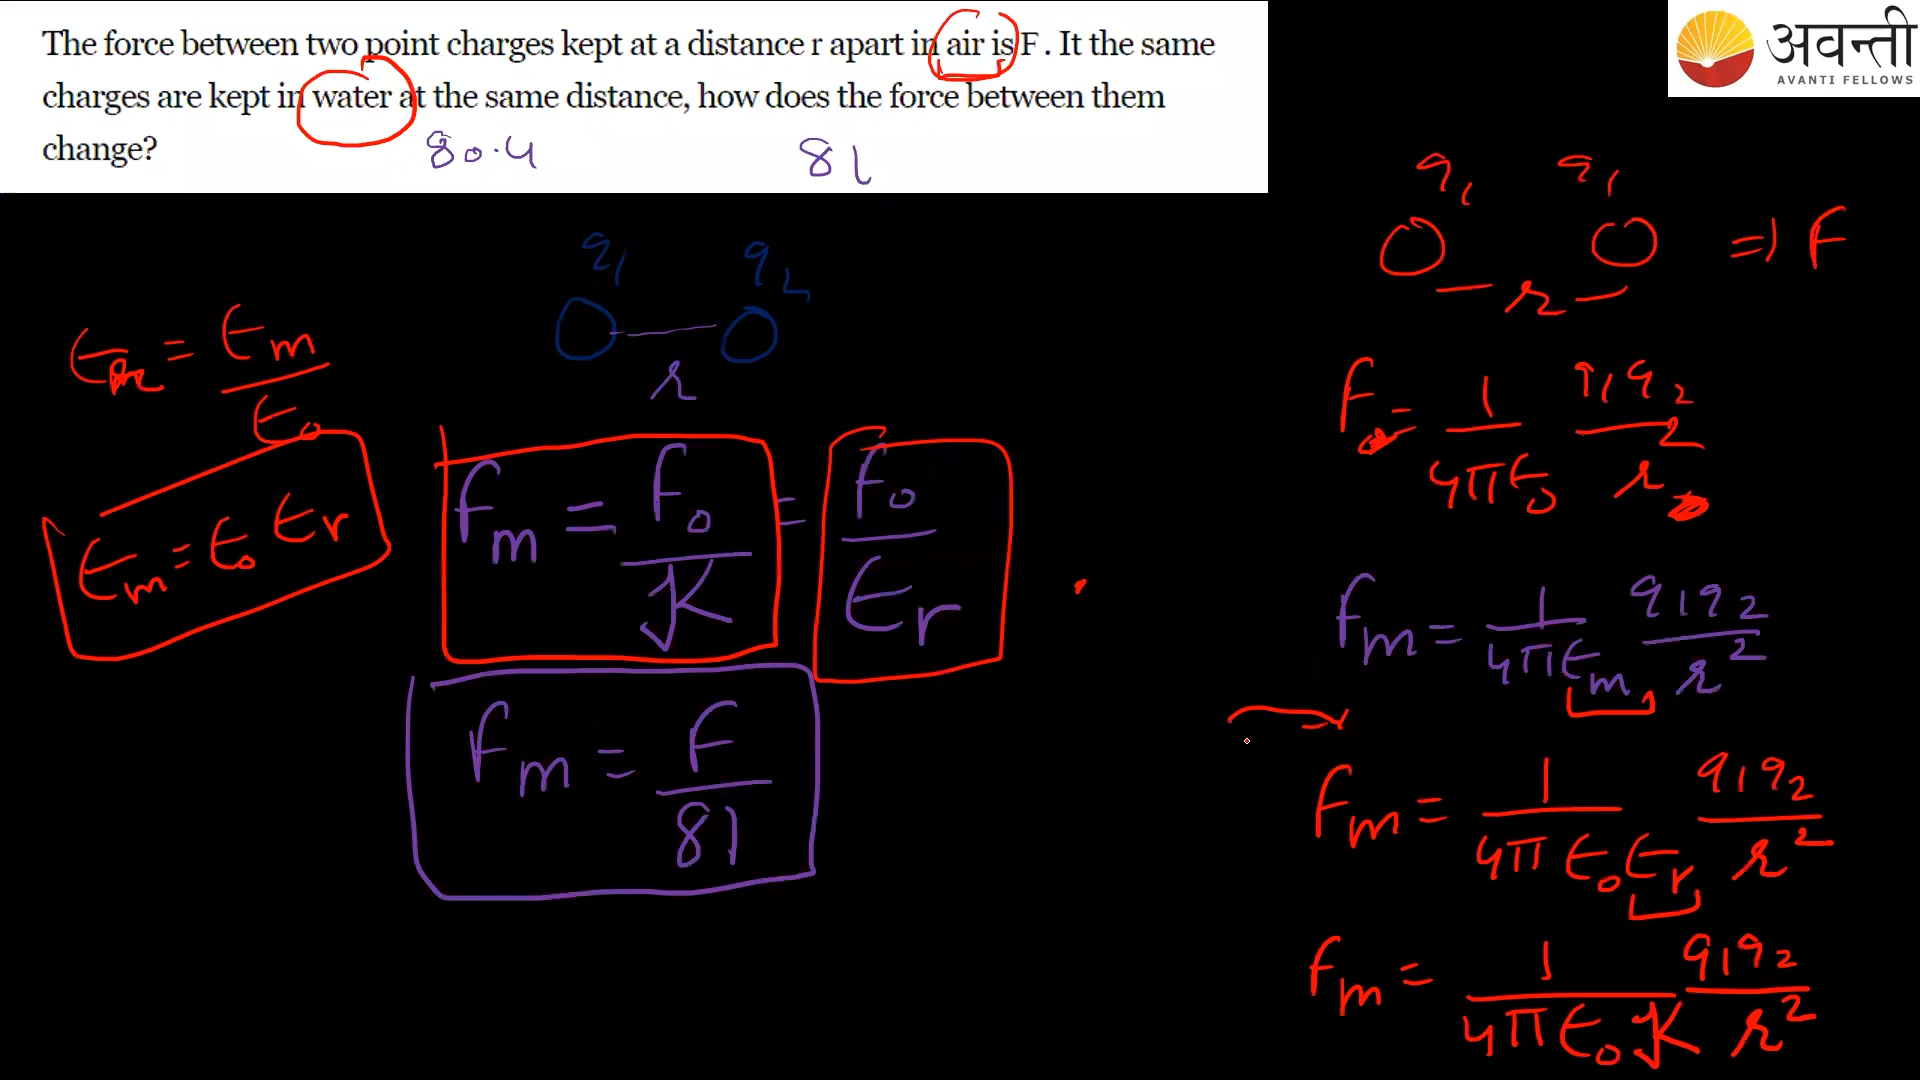 The force between two point charges kept at a distance r apart in air is F. It the same
charges are kept in water at the same distance, how does the force between them
change?
80.4
81
अवन्ती
AVANTI FELLOWS
q₁ q₁
r ⇒ F
q₁ q₂
r
εᵣ = εₘ / ε₀
εₘ = ε₀ εᵣ
Fₘ = F₀ / K = F₀ / εᵣ
Fₘ = F / 81
F = 1 / 4πε₀ q₁q₂ / r²
Fₘ = 1 / 4πεₘ q₁q₂ / r²
Fₘ = 1 / 4πε₀εᵣ q₁q₂ / r²
Fₘ = 1 / 4πε₀K q₁q₂ / r²